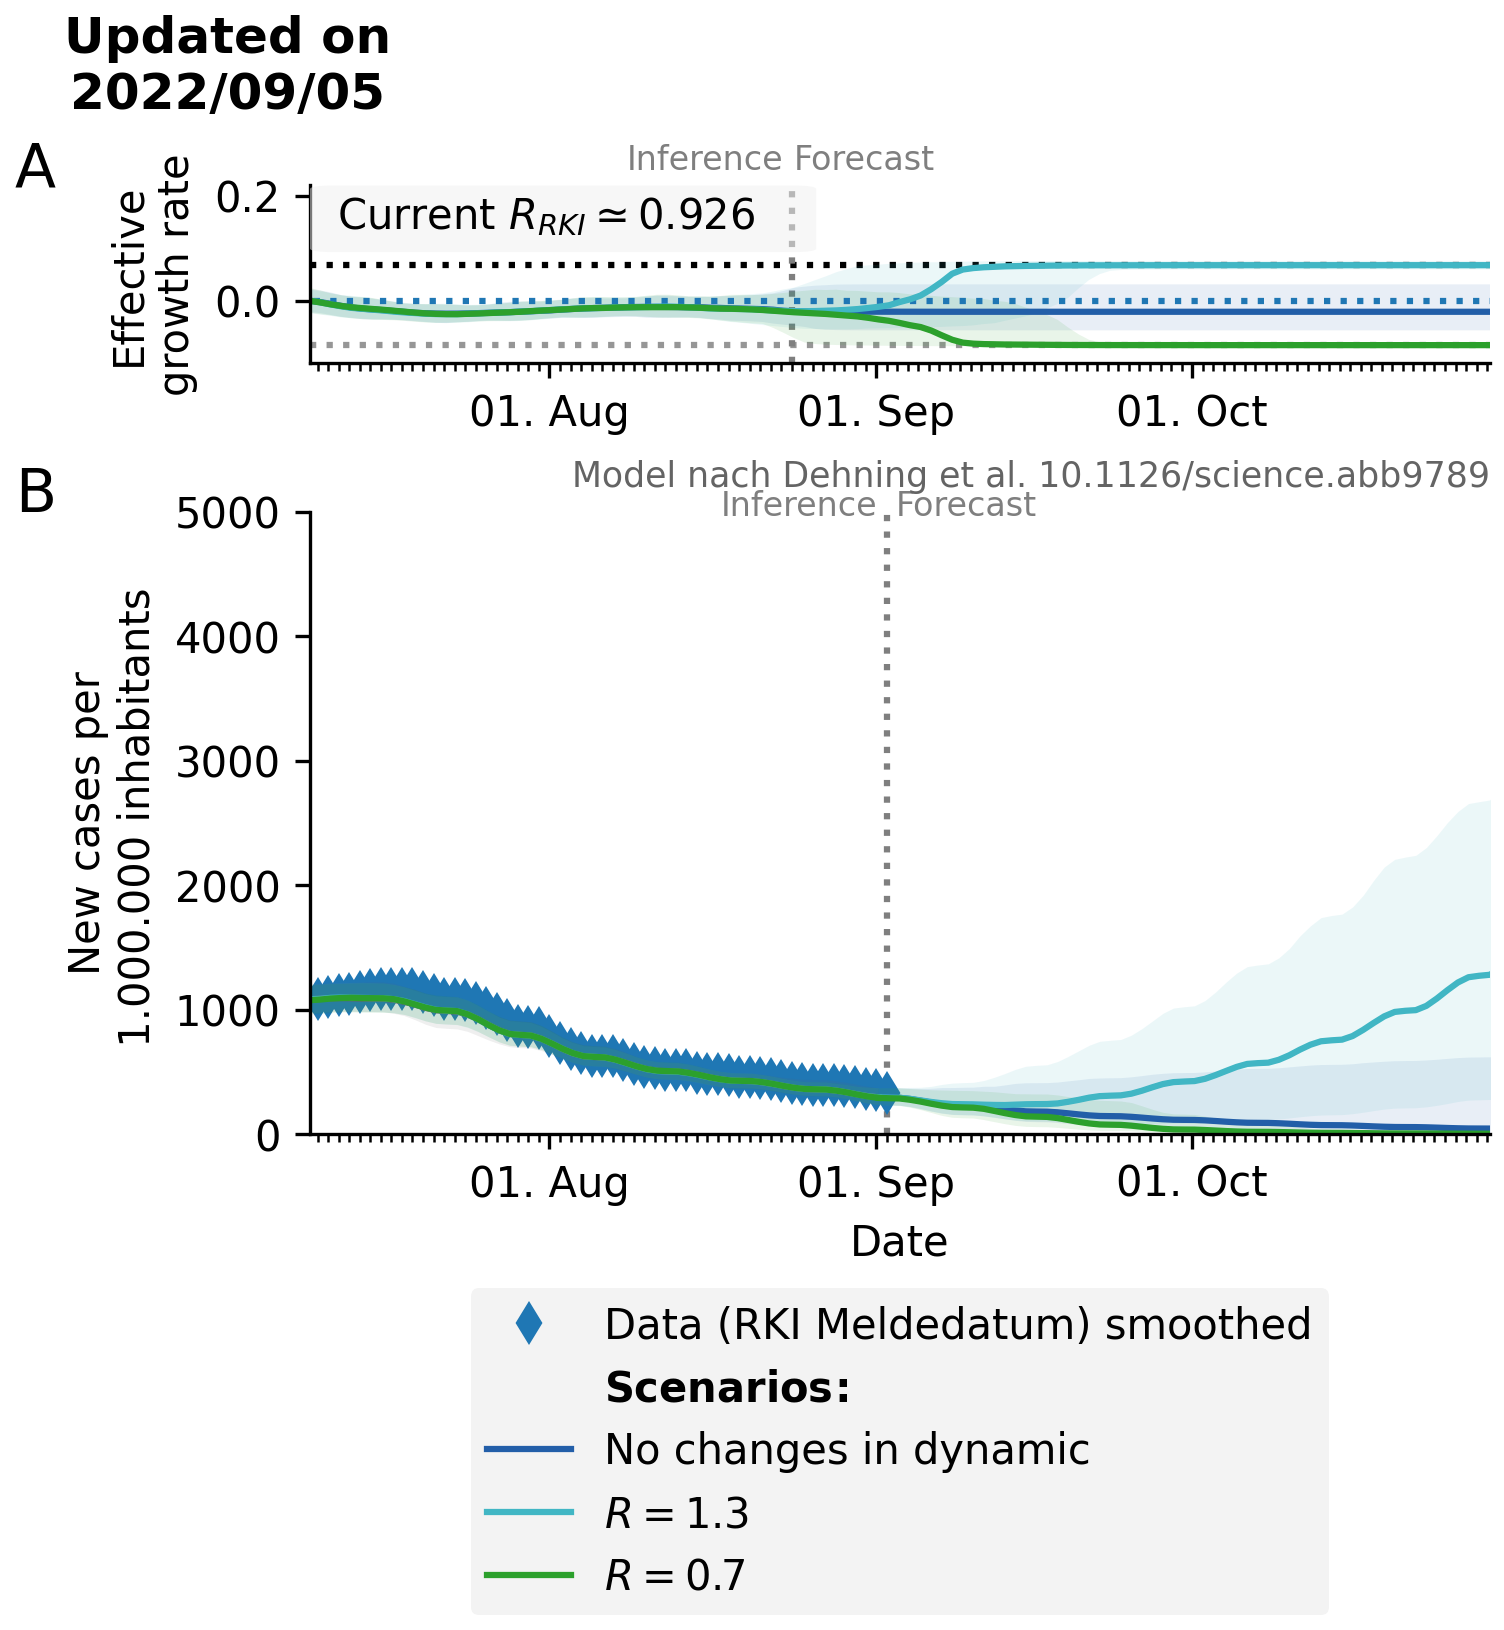 Updated on
2022/09/05
A
Inference Forecast
Effective
growth rate
0.2
0.0
Current R_RKI ≃ 0.926
01. Aug
01. Sep
01. Oct
B
Model nach Dehning et al. 10.1126/science.abb9789
Inference Forecast
New cases per
1.000.000 inhabitants
5000
4000
3000
2000
1000
0
01. Aug
01. Sep
01. Oct
Date
Data (RKI Meldedatum) smoothed
Scenarios:
No changes in dynamic
R = 1.3
R = 0.7